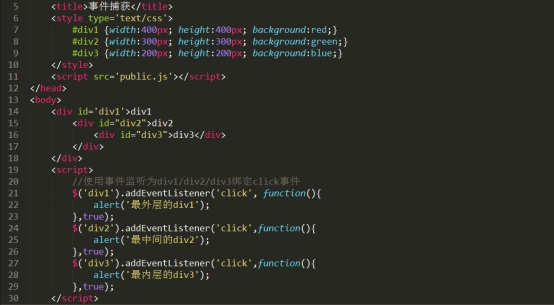 5 <title>事件捕获</title>
6 <style type='text/css'>
7 #div1 {width:400px; height:400px; background:red;}
8 #div2 {width:300px; height:300px; background:green;}
9 #div3 {width:200px; height:200px; background:blue;}
10 </style>
11 <script src='public.js'></script>
12 </head>
13 <body>
14 <div id='div1'>div1
15 <div id="div2">div2
16 <div id="div3">div3</div>
17 </div>
18 </div>
19 <script>
20 //使用事件监听为div1/div2/div3绑定click事件
21 $('div1').addEventListener('click', function(){
22 alert('最外层的div1');
23 },true);
24 $('div2').addEventListener('click',function(){
25 alert('最中间的div2');
26 },true);
27 $('div3').addEventListener('click',function(){
28 alert('最内层的div3');
29 },true);
30 </script>